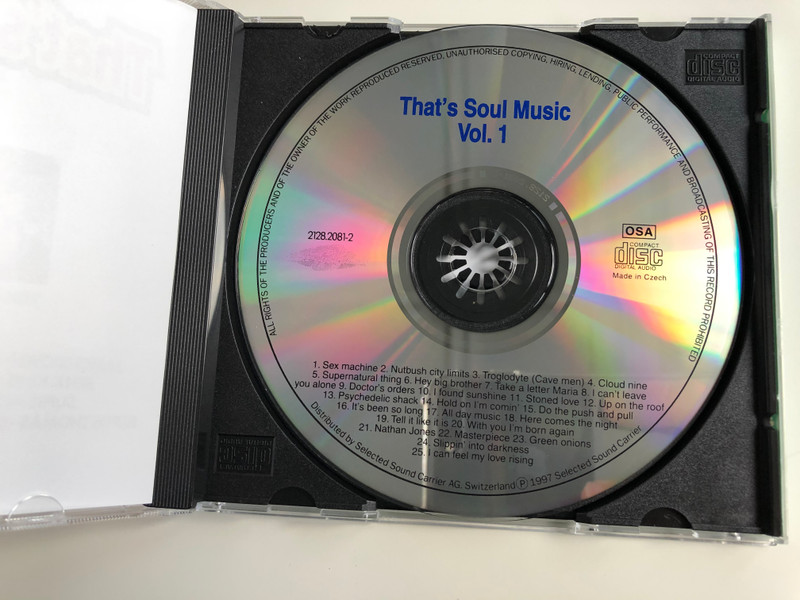 ALL RIGHTS OF THE PRODUCERS AND OF THE OWNER OF THE WORK REPRODUCED RESERVED, UNAUTHORISED COPYING, HIRING, LENDING, PUBLIC PERFORMANCE AND BROADCASTING OF THIS RECORD PROHIBITED
That's Soul Music
Vol. 1
2128.2081-2
OSA
COMPACT
disc
DIGITAL AUDIO
Made in Czech
1. Sex machine 2. Nutbush city limits 3. Troglodyte (Cave men) 4. Cloud nine
5. Supernatural thing 6. Hey big brother 7. Take a letter Maria 8. I can't leave
you alone 9. Doctor's orders 10. I found sunshine 11. Stoned love 12. Up on the roof
13. Psychedelic shack 14. Hold on I'm comin' 15. Do the push and pull
16. It's been so long 17. All day music 18. Here comes the night
19. Tell it like it is 20. With you I'm born again
21. Nathan Jones 22. Masterpiece 23. Green onions
24. Slippin' into darkness
25. I can feel my love rising
Distributed by Selected Sound Carrier AG. Switzerland Ⓟ 1997 Selected Sound Carrier
COMPACT
disc
DIGITAL AUDIO
COMPACT
disc
DIGITAL AUDIO